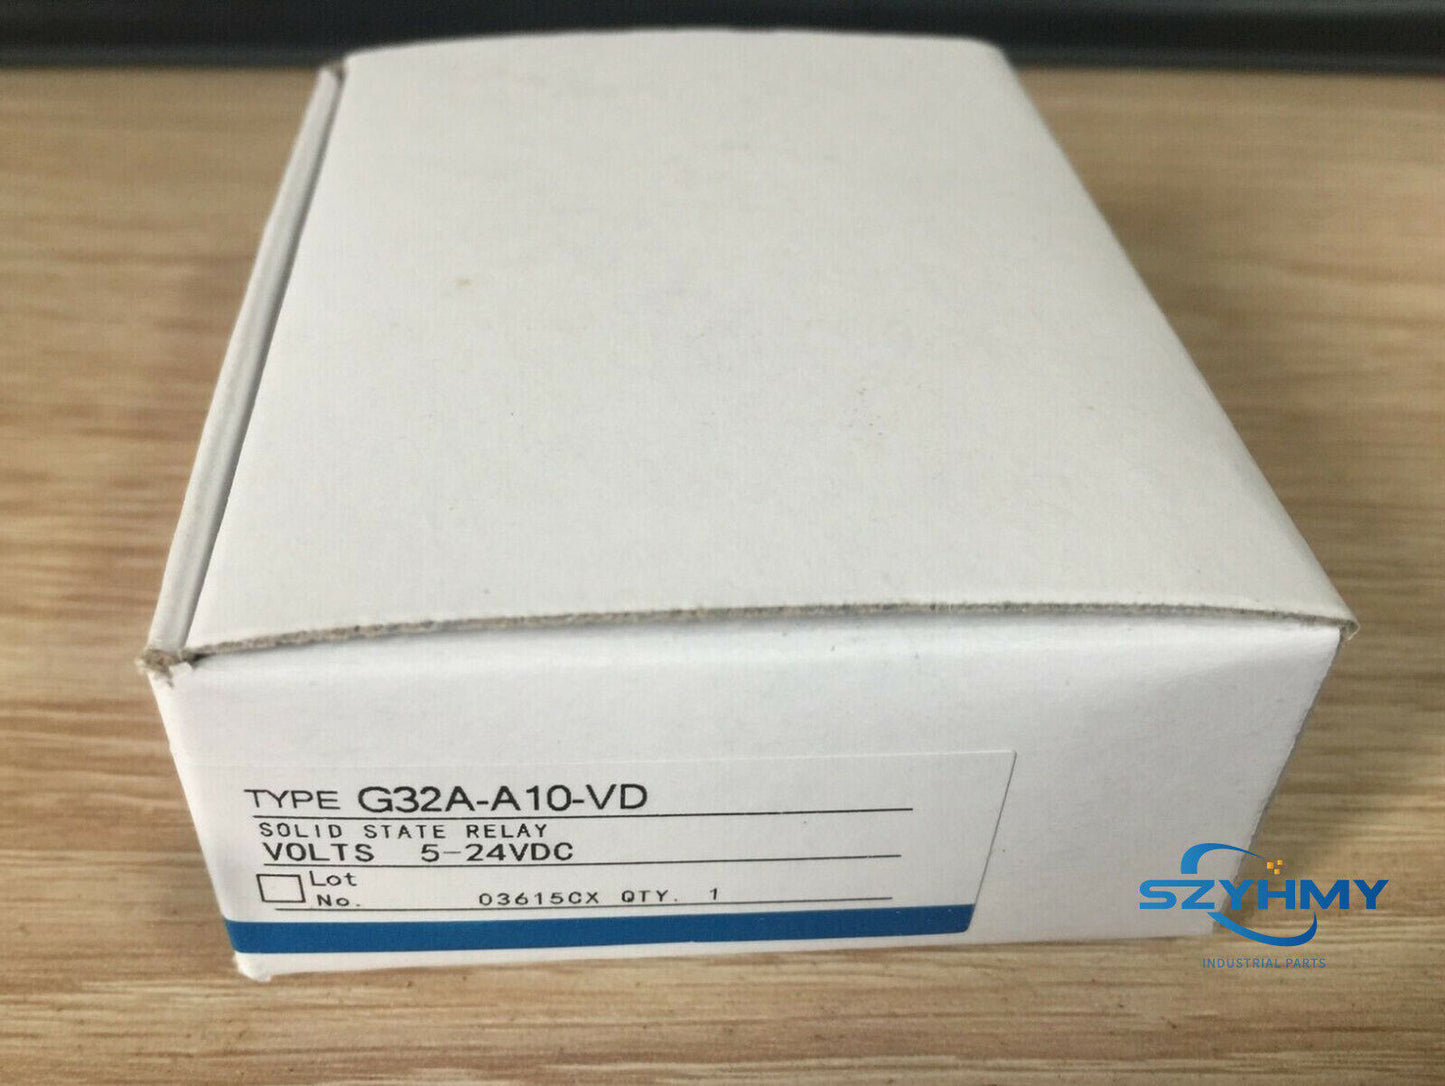 TYPE G32A-A10-VD
SOLID STATE RELAY
VOLTS 5-24VDC
Lot
No. 03615CX QTY. 1
SZYHMY
INDUSTRIAL PARTS